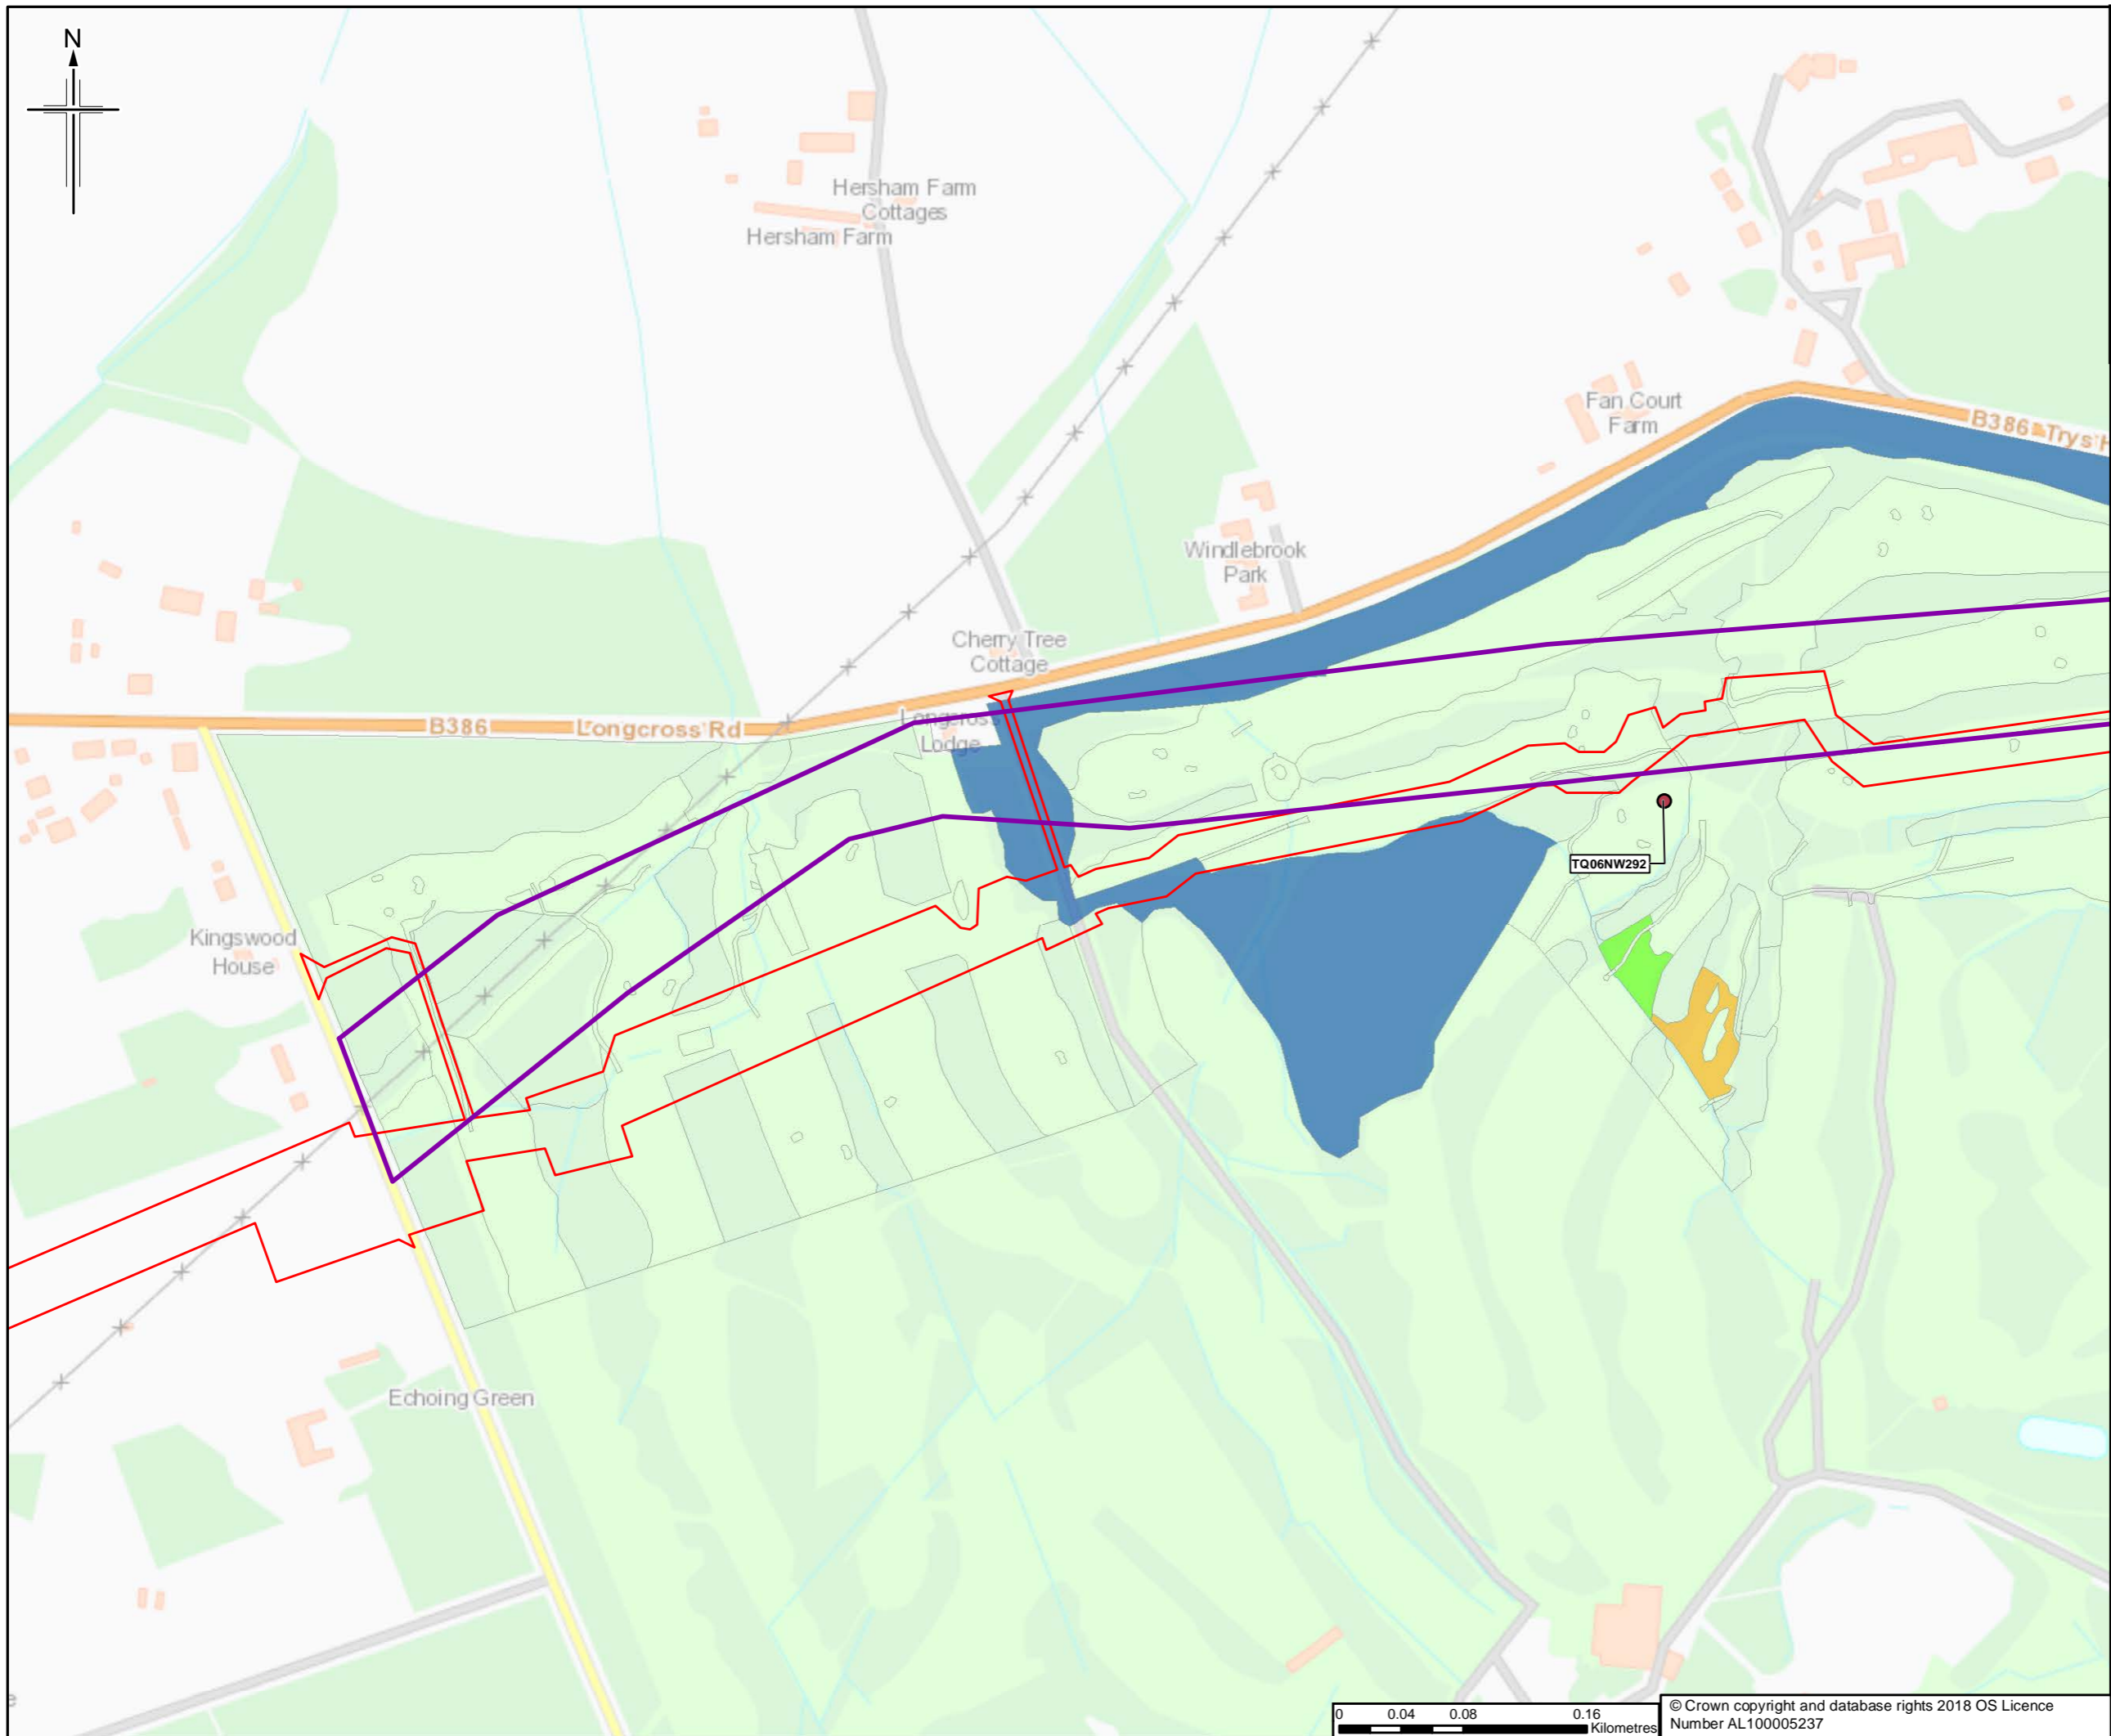 N
Hersham Farm
Cottages
Hersham Farm
Fan Court
Farm
B386
Windlebrook
Park
Cherry Tree
Cottage
B386
Longcross Rd
Longcross
Lodge
TQ06NW292
Kingswood
House
Echoing Green
0 0.04 0.08 0.16
Kilometres
© Crown copyright and database rights 2018 OS Licence
Number AL100005237